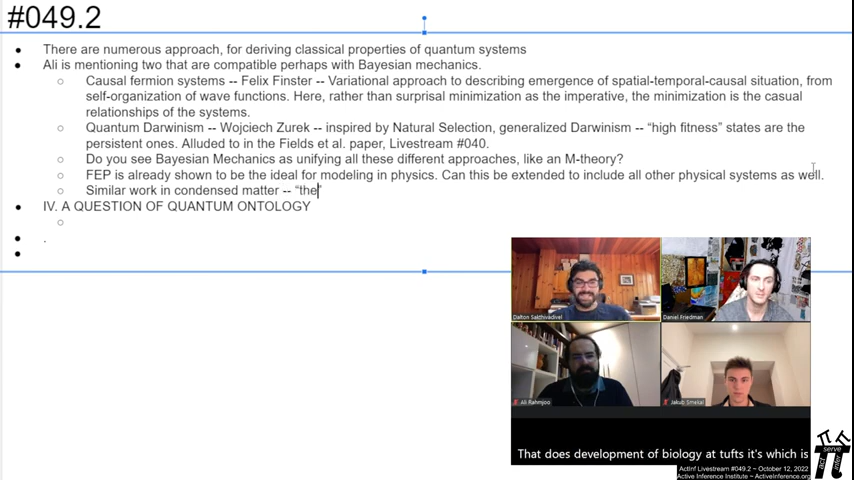 #049.2
There are numerous approach, for deriving classical properties of quantum systems
Ali is mentioning two that are compatible perhaps with Bayesian mechanics.
Causal fermion systems -- Felix Finster -- Variational approach to describing emergence of spatial-temporal-causal situation, from
self-organization of wave functions. Here, rather than surprisal minimization as the imperative, the minimization is the casual
relationships of the systems.
Quantum Darwinism -- Wojciech Zurek -- inspired by Natural Selection, generalized Darwinism -- “high fitness” states are the
persistent ones. Alluded to in the Fields et al. paper, Livestream #040.
Do you see Bayesian Mechanics as unifying all these different approaches, like an M-theory?
FEP is already shown to be the ideal for modeling in physics. Can this be extended to include all other physical systems as well.
Similar work in condensed matter -- “the”
IV. A QUESTION OF QUANTUM ONTOLOGY
.
Dalton Sakthivadivel
Daniel Friedman
Ali Rahmjoo
Jakub Smékal
That does development of biology at tufts it's which is
ActInf Livestream #049.2 ~ October 12, 2022
Active Inference Institute ~ ActiveInference.org
act
serve
infer